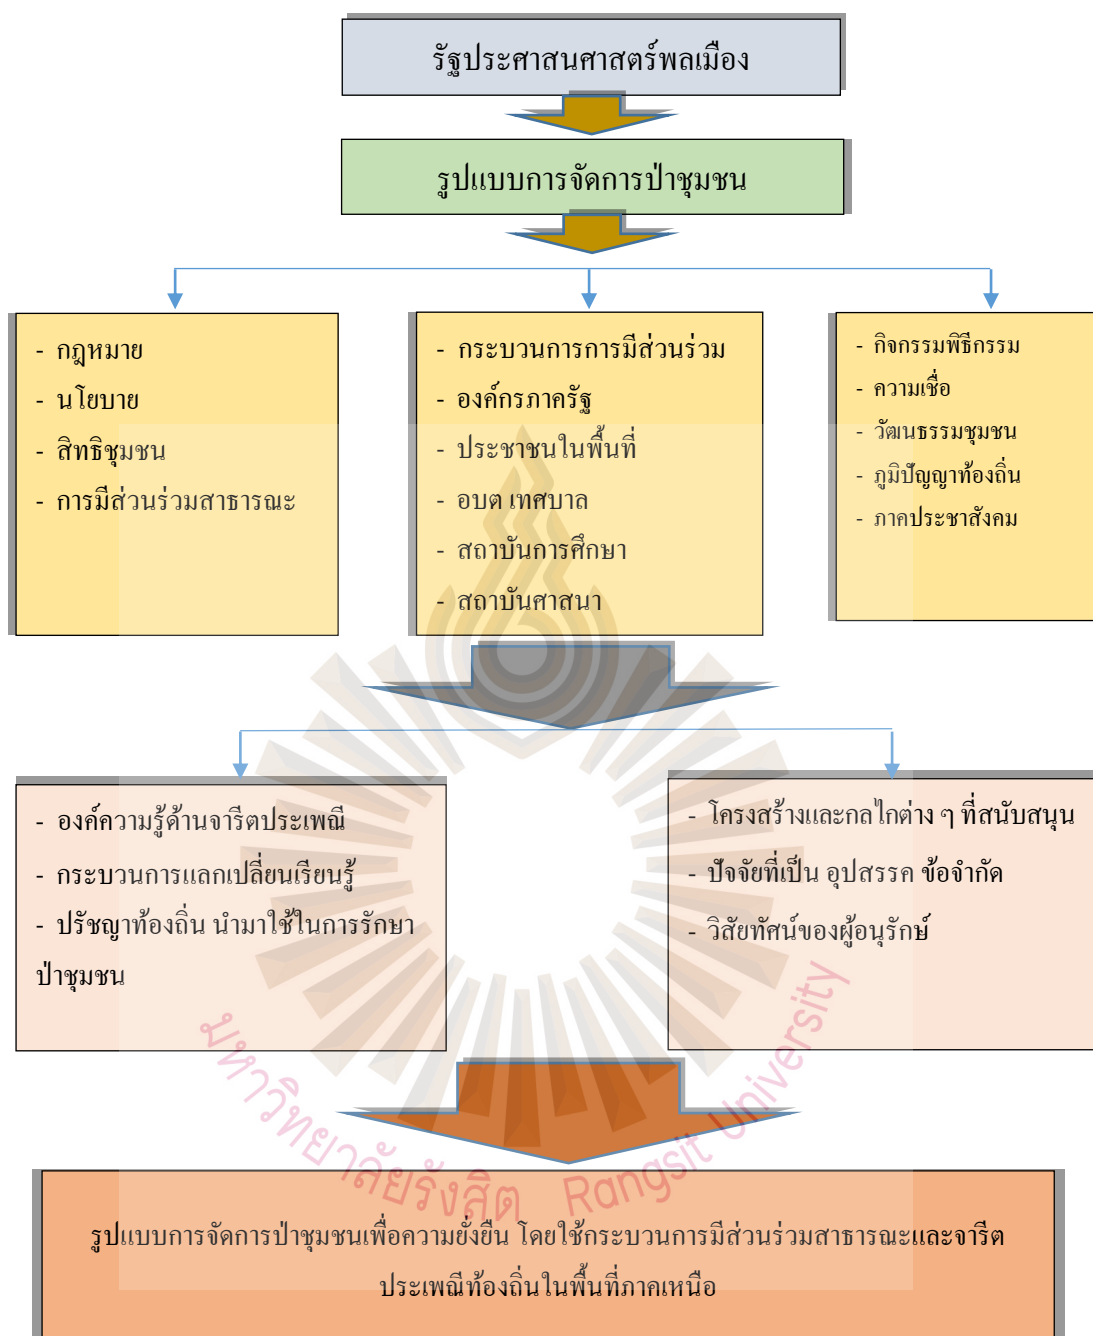 รัฐประศาสนศาสตร์พลเมือง
รูปแบบการจัดการป่าชุมชน
- กฎหมาย
- นโยบาย
- สิทธิชุมชน
- การมีส่วนร่วมสาธารณะ
- กระบวนการการมีส่วนร่วม
- องค์กรภาครัฐ
- ประชาชนในพื้นที่
- อบต เทศบาล
- สถาบันการศึกษา
- สถาบันศาสนา
- กิจกรรมพิธีกรรม
- ความเชื่อ
- วัฒนธรรมชุมชน
- ภูมิปัญญาท้องถิ่น
- ภาคประชาสังคม
- องค์ความรู้ด้านจารีตประเพณี
- กระบวนการแลกเปลี่ยนเรียนรู้
- ปรัชญาท้องถิ่น นำมาใช้ในการรักษา
ป่าชุมชน
- โครงสร้างและกลไกต่าง ๆ ที่สนับสนุน
- ปัจจัยที่เป็น อุปสรรค ข้อจำกัด
- วิสัยทัศน์ของผู้อนุรักษ์
มหาวิทยาลัยรังสิต Rangsit University
รูปแบบการจัดการป่าชุมชนเพื่อความยั่งยืน โดยใช้กระบวนการมีส่วนร่วมสาธารณะและจารีต
ประเพณีท้องถิ่นในพื้นที่ภาคเหนือ